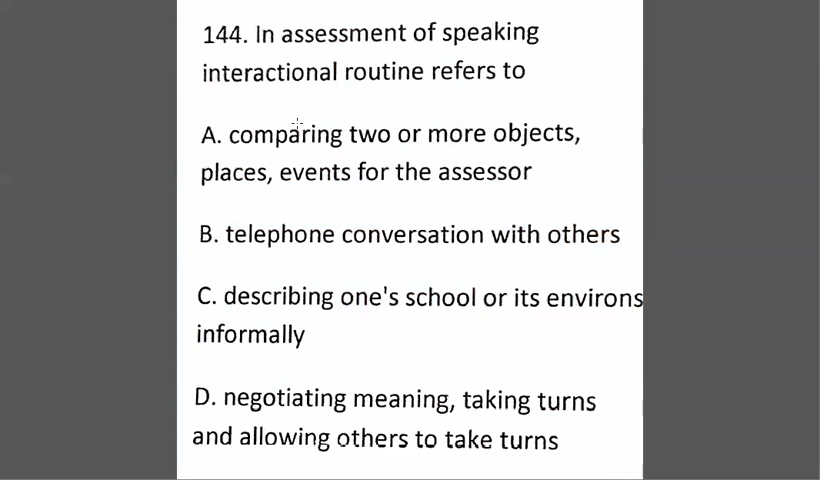 144. In assessment of speaking
interactional routine refers to
A. comparing two or more objects,
places, events for the assessor
B. telephone conversation with others
C. describing one's school or its environs
informally
D. negotiating meaning, taking turns
and allowing others to take turns